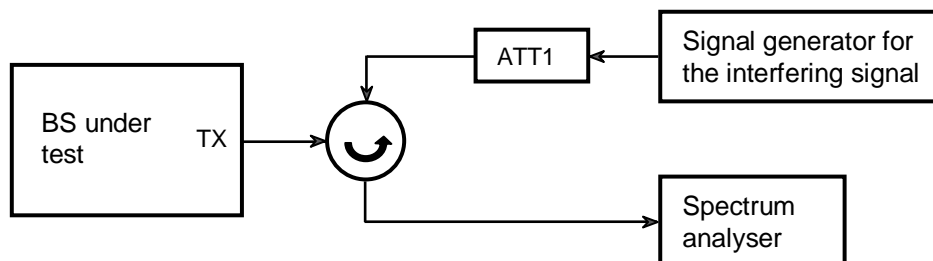 Signal generator for
the interfering signal
ATT1
BS under
test
TX
Spectrum
analyser